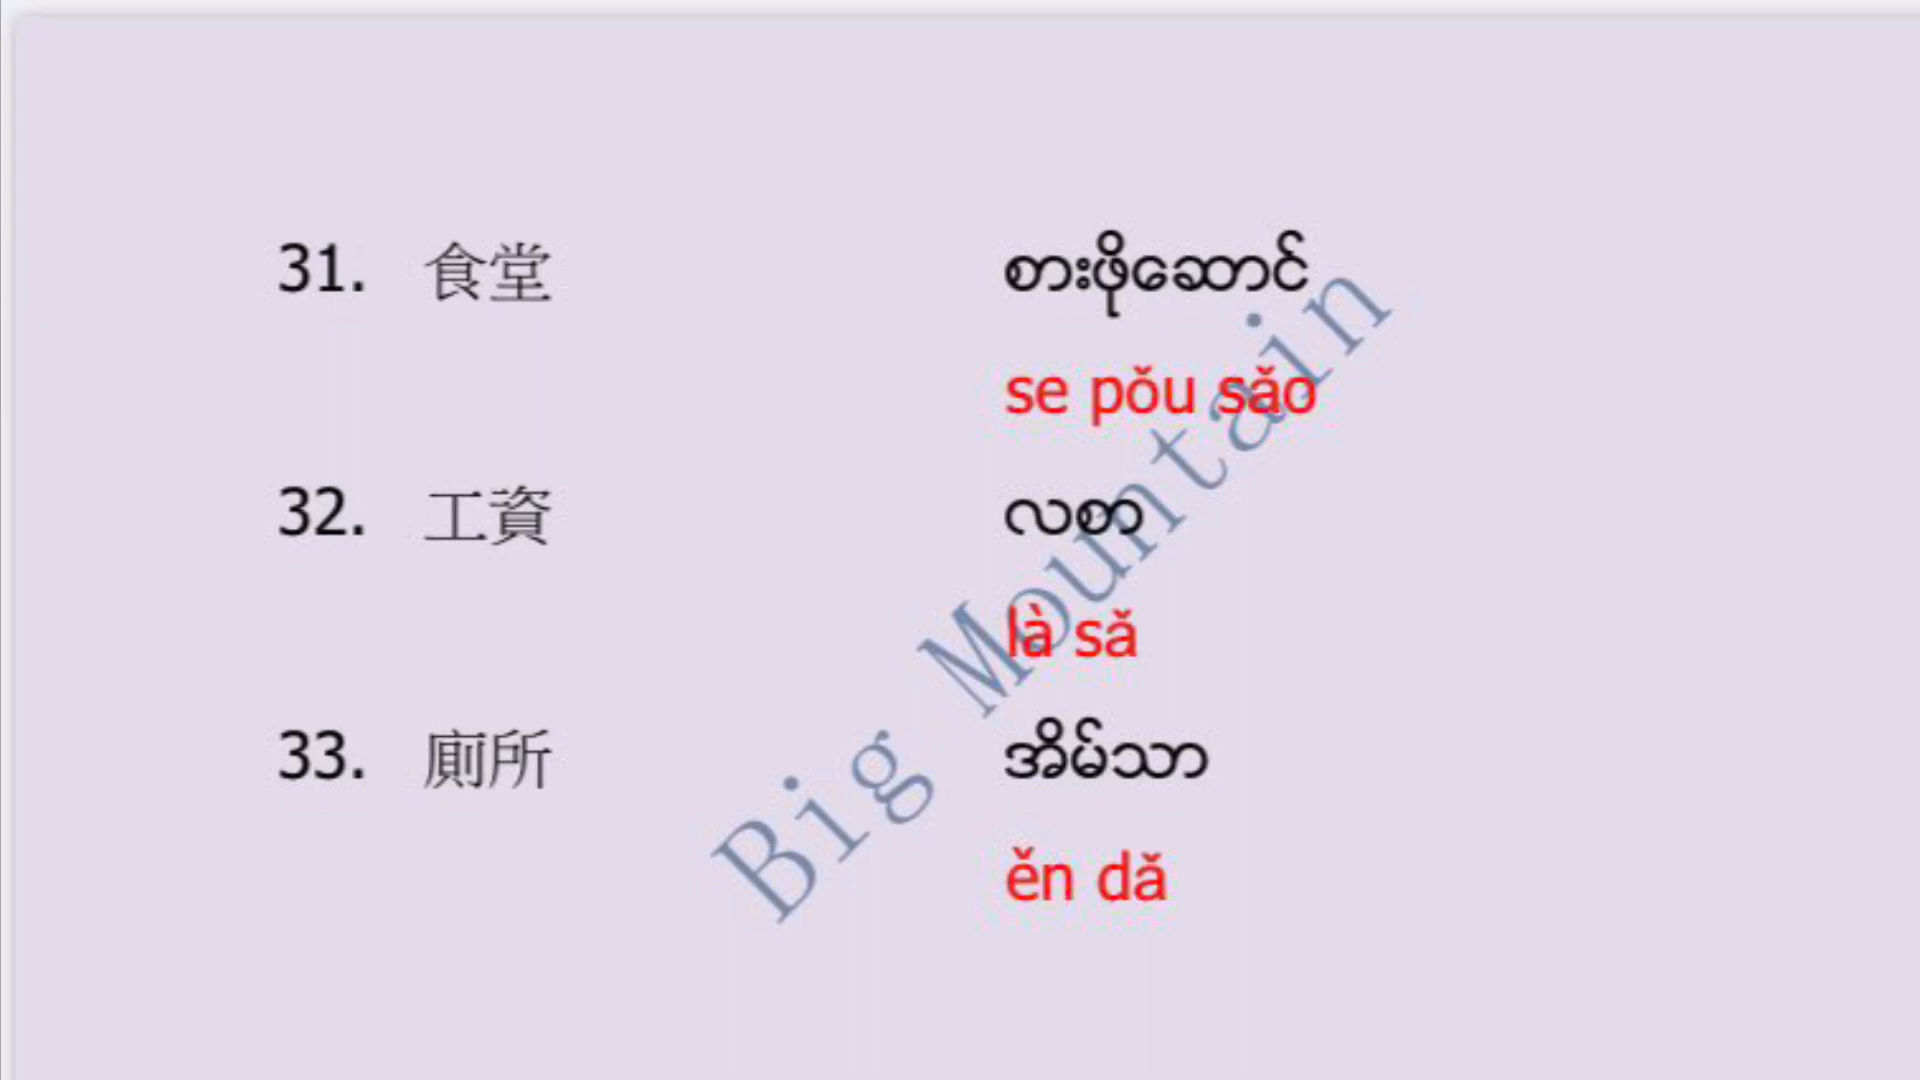 31. 食堂 စားဖိုဆောင်
se pǒu sǎo
32. 工資 လစာ
là sǎ
33. 廁所 အိမ်သာ
ěn dǎ
Big Mountain